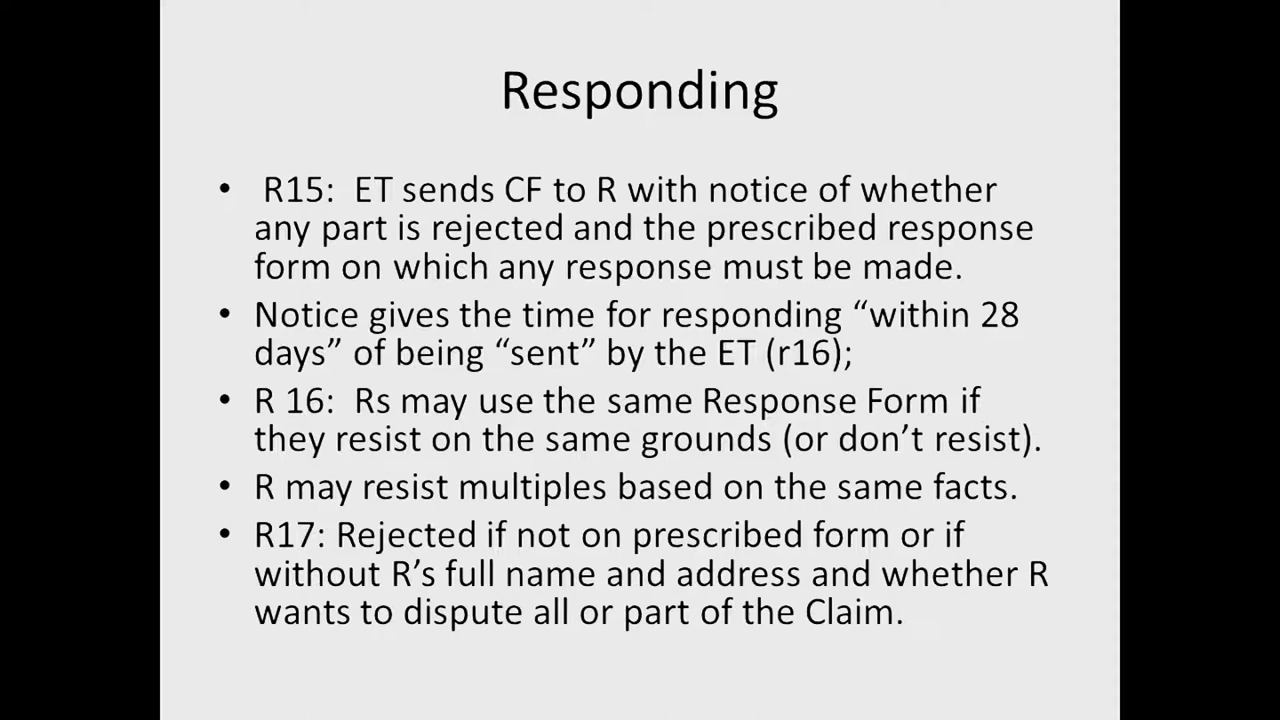 Responding
• R15: ET sends CF to R with notice of whether
any part is rejected and the prescribed response
form on which any response must be made.
• Notice gives the time for responding “within 28
days” of being “sent” by the ET (r16);
• R 16: Rs may use the same Response Form if
they resist on the same grounds (or don’t resist).
• R may resist multiples based on the same facts.
• R17: Rejected if not on prescribed form or if
without R’s full name and address and whether R
wants to dispute all or part of the Claim.